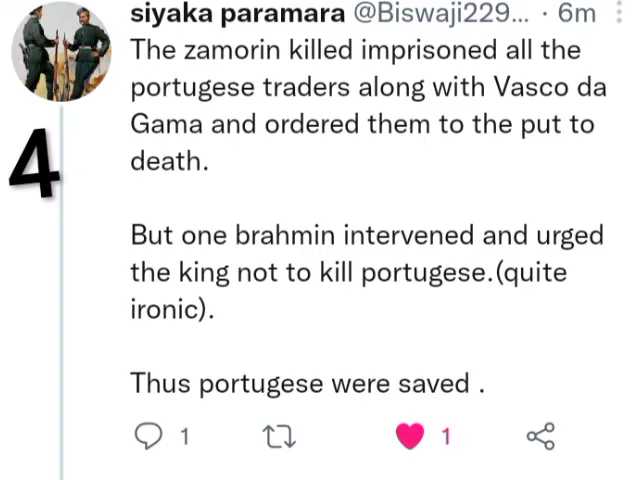 siyaka paramara @Biswaji229... · 6m
The zamorin killed imprisoned all the
portugese traders along with Vasco da
Gama and ordered them to the put to
death.
4
But one brahmin intervened and urged
the king not to kill portugese.(quite
ironic).
Thus portugese were saved .
1
1